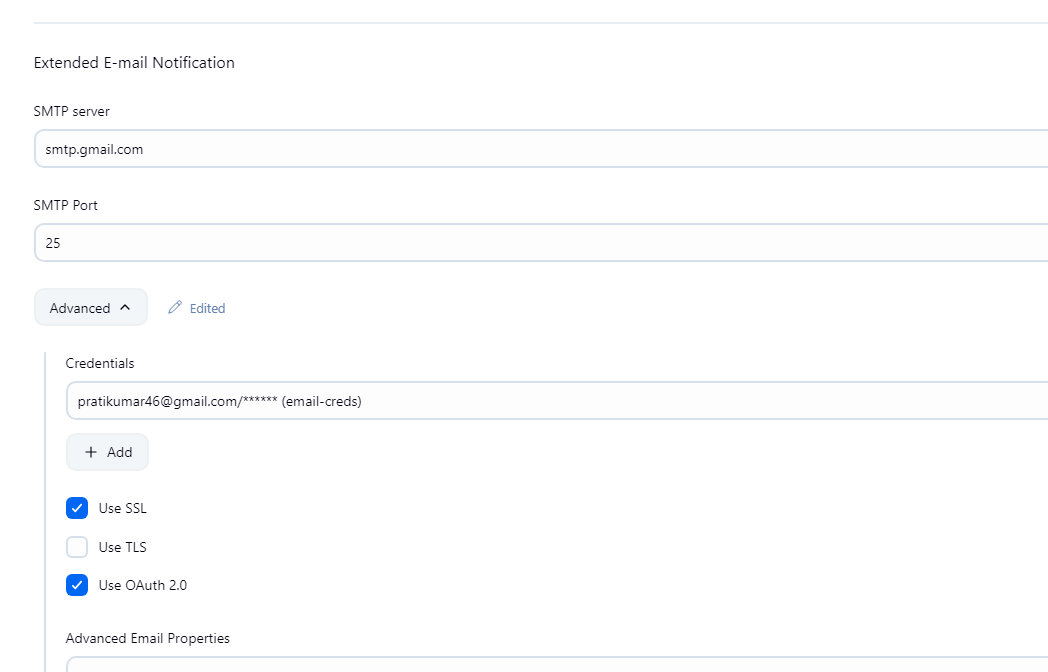 Extended E-mail Notification
SMTP server
smtp.gmail.com
SMTP Port
25
Advanced
Edited
Credentials
pratikumar46@gmail.com/****** (email-creds)
+ Add
Use SSL
Use TLS
Use OAuth 2.0
Advanced Email Properties